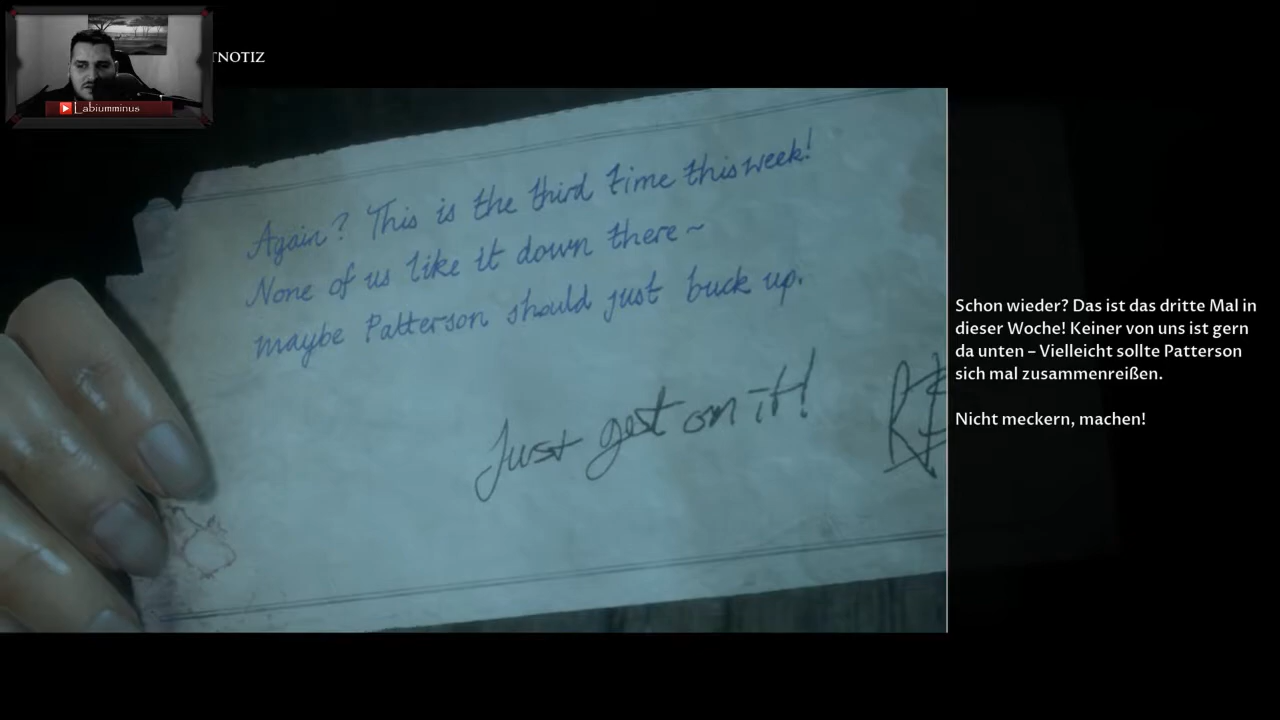 TNOTIZ
Labiumminus
Again? This is the third time this week!
None of us like it down there ~
maybe Patterson should just buck up.
Just get on it!
Schon wieder? Das ist das dritte Mal in
dieser Woche! Keiner von uns ist gern
da unten – Vielleicht sollte Patterson
sich mal zusammenreißen.
Nicht meckern, machen!